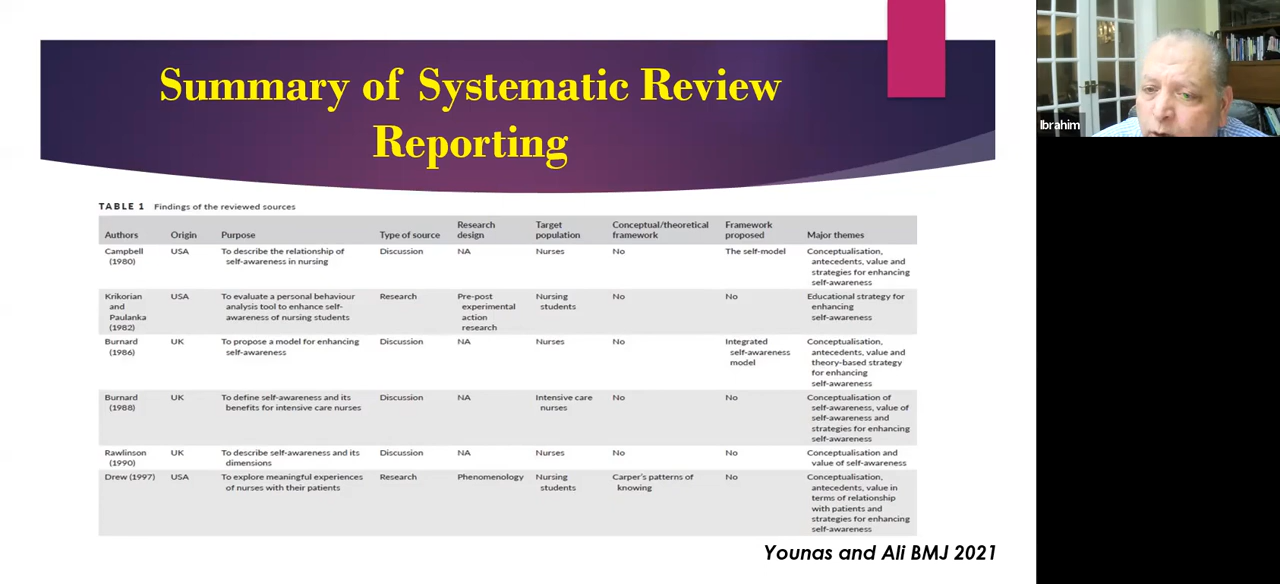 Summary of Systematic Review
Reporting
Ibrahim
TABLE 1 Findings of the reviewed sources
Authors Origin Purpose Type of source Research design Target population Conceptual/theoretical framework Framework proposed Major themes
Campbell (1980) USA To describe the relationship of self-awareness in nursing Discussion NA Nurses No The self-model Conceptualisation, antecedents, value and strategies for enhancing self-awareness
Krikorian and Paulanka (1982) USA To evaluate a personal behaviour analysis tool to enhance self-awareness of nursing students Research Pre-post experimental action research Nursing students No No Educational strategy for enhancing self-awareness
Burnard (1986) UK To propose a model for enhancing self-awareness Discussion NA Nurses No Integrated self-awareness model Conceptualisation, antecedents, value and theory-based strategy for enhancing self-awareness
Burnard (1988) UK To define self-awareness and its benefits for intensive care nurses Discussion NA Intensive care nurses No No Conceptualisation of self-awareness, value of self-awareness and strategies for enhancing self-awareness
Rawlinson (1990) UK To describe self-awareness and its dimensions Discussion NA Nurses No No Conceptualisation and value of self-awareness
Drew (1997) USA To explore meaningful experiences of nurses with their patients Research Phenomenology Nursing students Carper's patterns of knowing No Conceptualisation, antecedents, value in terms of relationship with patients and strategies for enhancing self-awareness
Younas and Ali BMJ 2021